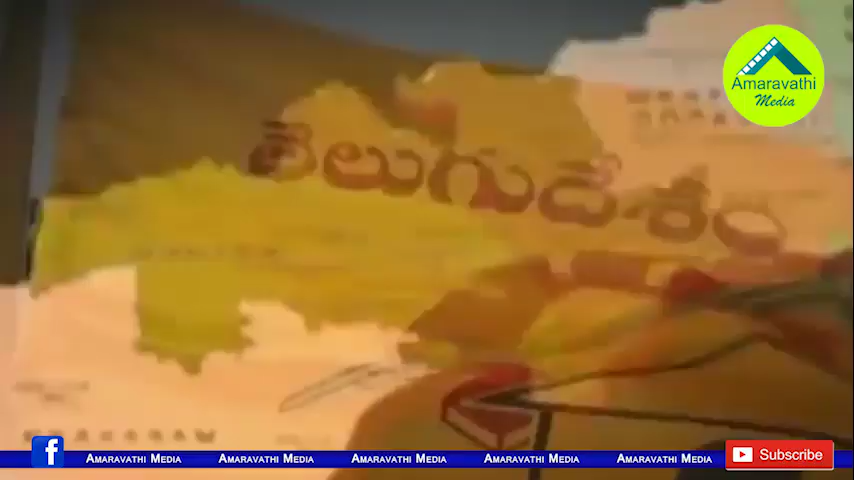 Amaravathi
Media
తెలుగుదేశం
f
AMARAVATHI MEDIA AMARAVATHI MEDIA AMARAVATHI MEDIA AMARAVATHI MEDIA AMARAVATHI MEDIA
Subscribe